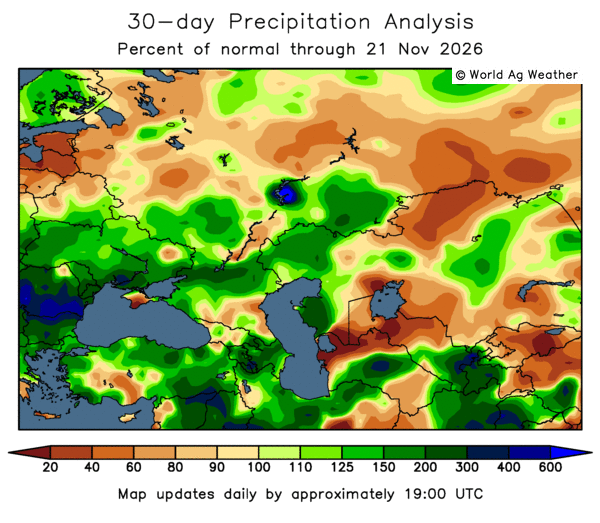 30-day Precipitation Analysis
Percent of normal through 21 Nov 2026
© World Ag Weather
20 40 60 80 90 100 110 125 150 200 300 400 600
Map updates daily by approximately 19:00 UTC